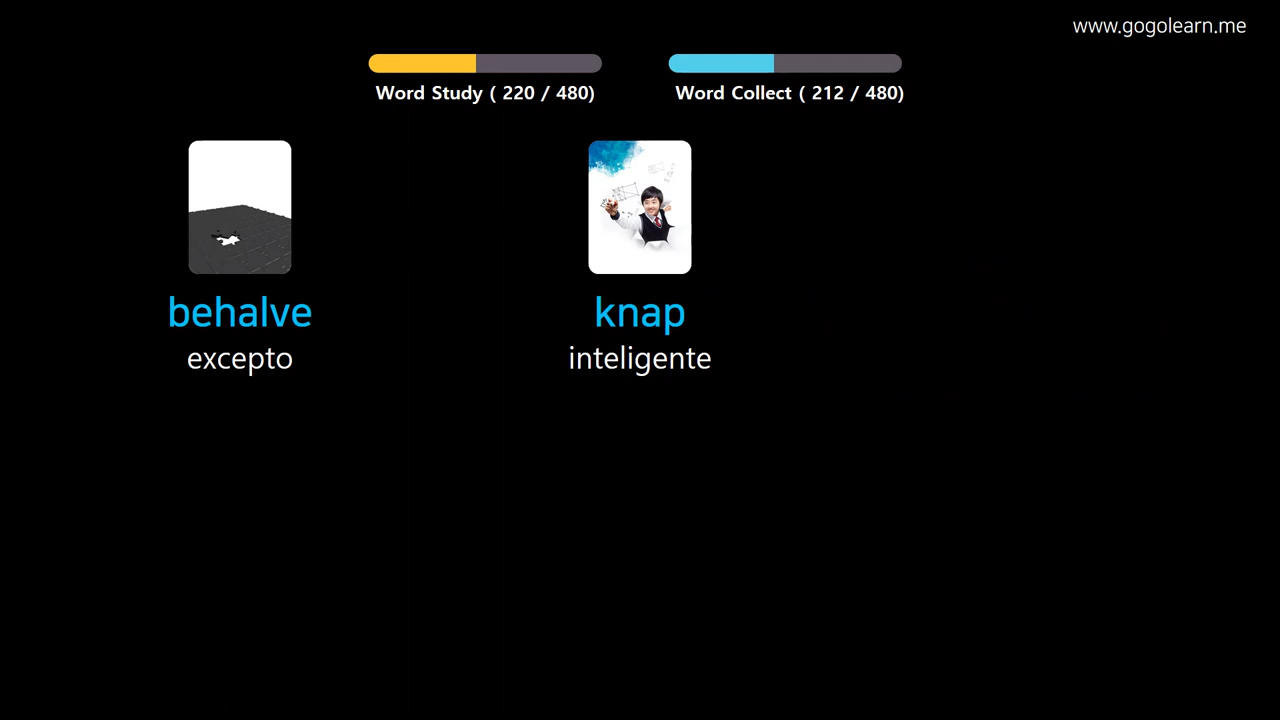 www.gogolearn.me
Word Study ( 220 / 480)
Word Collect ( 212 / 480)
behalve
excepto
knap
inteligente